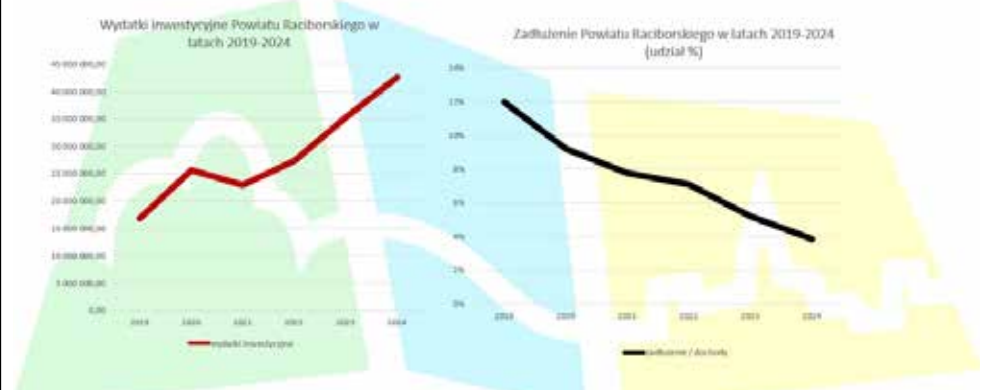 Wydatki inwestycyjne Powiatu Raciborskiego w
latach 2019-2024
45 000 000,00
40 000 000,00
35 000 000,00
30 000 000,00
25 000 000,00
20 000 000,00
15 000 000,00
10 000 000,00
5 000 000,00
0,00
2019
2020
2021
2022
2023
2024
wydatki inwestycyjne
Zadłużenie Powiatu Raciborskiego w latach 2019-2024
(udział %)
14%
12%
10%
8%
6%
4%
2%
0%
2019
2020
2021
2022
2023
2024
zadłużenie / dochody